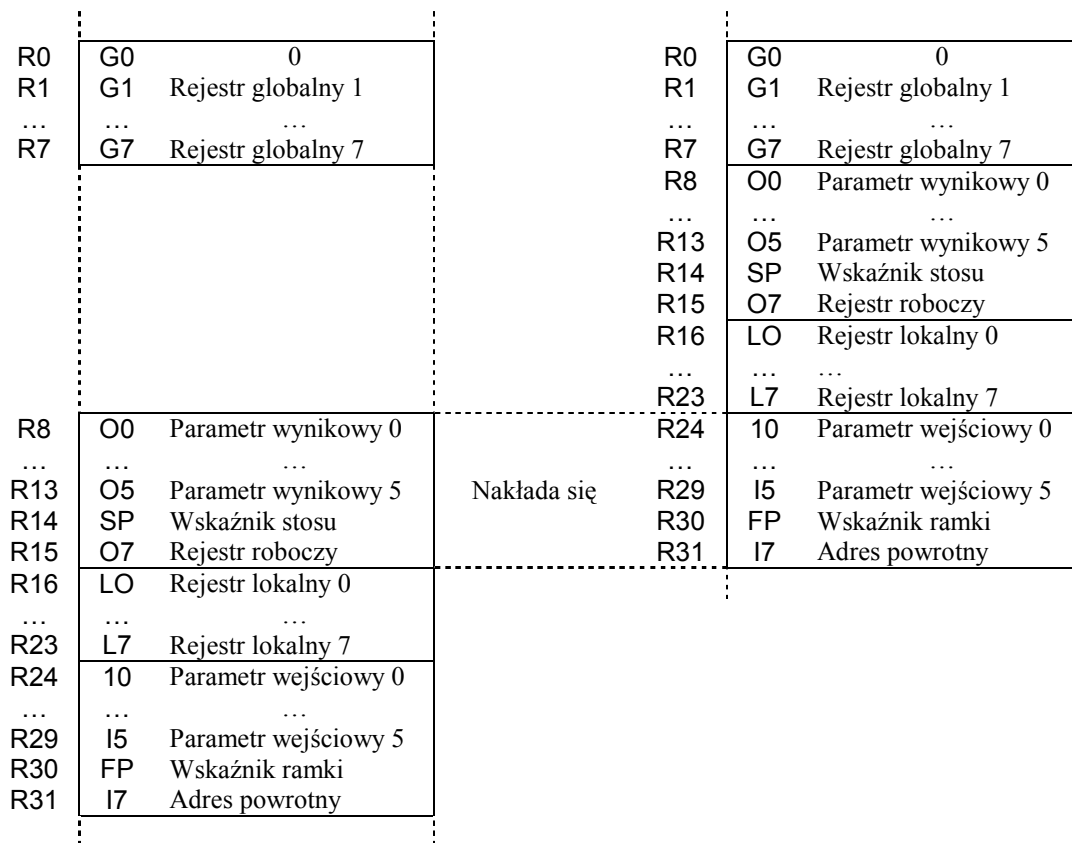 R0 G0 0 R0 G0 0
R1 G1 Rejestr globalny 1 R1 G1 Rejestr globalny 1
… … … … … …
R7 G7 Rejestr globalny 7 R7 G7 Rejestr globalny 7
R8 O0 Parametr wynikowy 0
… … …
R13 O5 Parametr wynikowy 5
R14 SP Wskaźnik stosu
R15 O7 Rejestr roboczy
R16 LO Rejestr lokalny 0
… … …
R23 L7 Rejestr lokalny 7
R8 O0 Parametr wynikowy 0 R24 10 Parametr wejściowy 0
… … … … … …
R13 O5 Parametr wynikowy 5 Nakłada się R29 I5 Parametr wejściowy 5
R14 SP Wskaźnik stosu R30 FP Wskaźnik ramki
R15 O7 Rejestr roboczy R31 I7 Adres powrotny
R16 LO Rejestr lokalny 0
… … …
R23 L7 Rejestr lokalny 7
R24 10 Parametr wejściowy 0
… … …
R29 I5 Parametr wejściowy 5
R30 FP Wskaźnik ramki
R31 I7 Adres powrotny